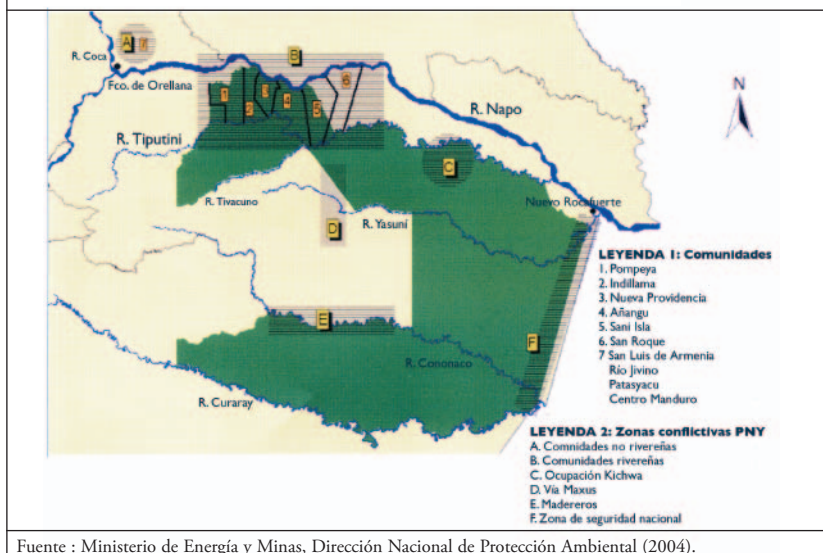 A 7
R. Coca
Fco. de Orellana
B
1 2 3 4 5 6
R. Napo
N
R. Tiputini
C
R. Tivacuno
Nuevo Rocafuerte
D
R. Yasuní
E
F
R. Cononaco
R. Curaray
LEYENDA 1: Comunidades
1. Pompeya
2. Indillama
3. Nueva Providencia
4. Añangu
5. Sani Isla
6. San Roque
7 San Luis de Armenia
Río Jivino
Patasyacu
Centro Manduro
LEYENDA 2: Zonas conflictivas PNY
A. Comnidades no rivereñas
B. Comunidades rivereñas
C. Ocupación Kichwa
D. Vía Maxus
E. Madereros
F. Zona de seguridad nacional
Fuente : Ministerio de Energía y Minas, Dirección Nacional de Protección Ambiental (2004).